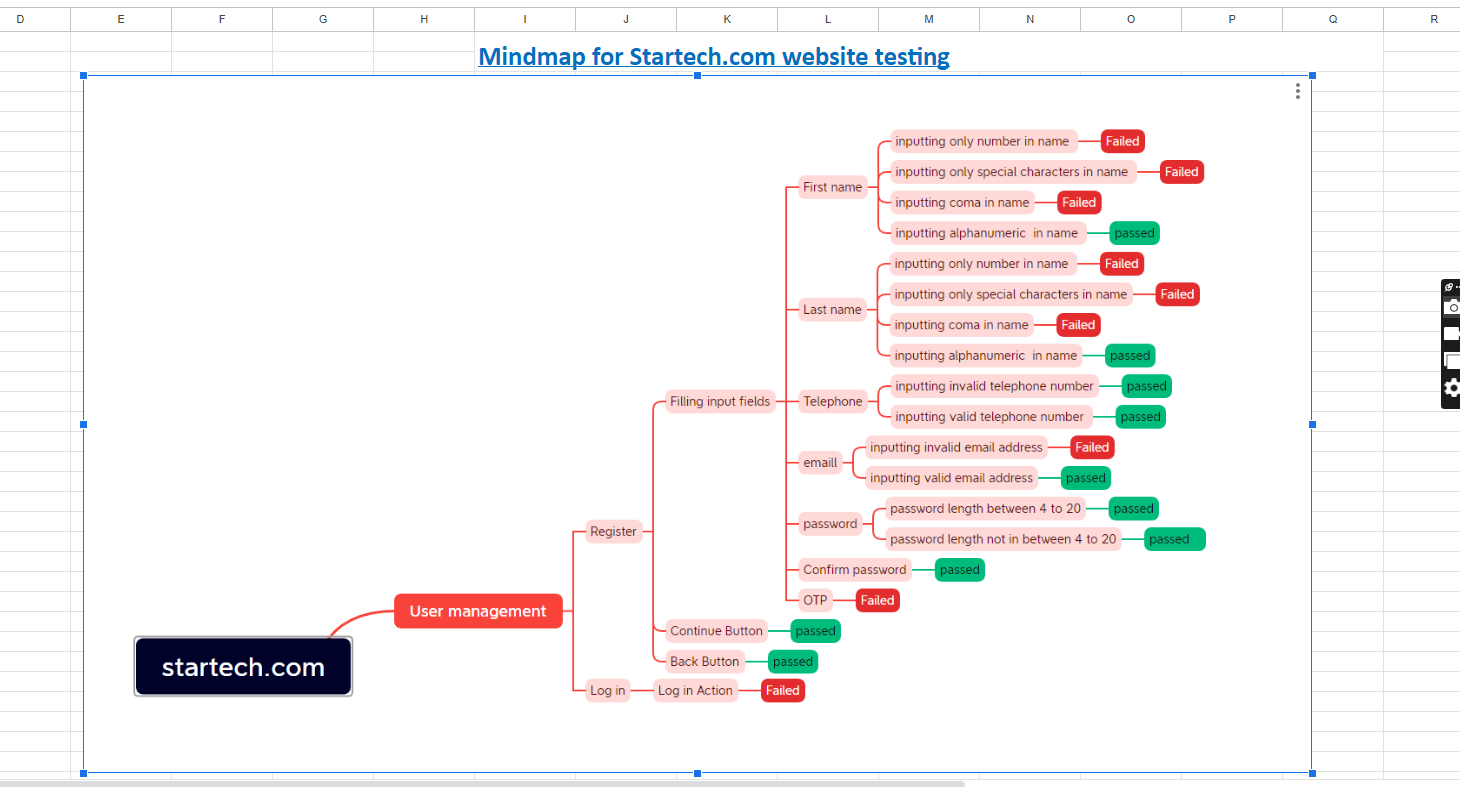 D E F G H I J K L M N O P Q R
Mindmap for Startech.com website testing
inputting only number in name Failed
inputting only special characters in name Failed
First name
inputting coma in name Failed
inputting alphanumeric in name passed
inputting only number in name Failed
inputting only special characters in name Failed
Last name
inputting coma in name Failed
inputting alphanumeric in name passed
inputting invalid telephone number passed
Filling input fields Telephone
inputting valid telephone number passed
inputting invalid email address Failed
emaill
inputting valid email address passed
password length between 4 to 20 passed
Register password
password length not in between 4 to 20 passed
Confirm password passed
OTP Failed
User management
Continue Button passed
Back Button passed
startech.com
Log in Log in Action Failed